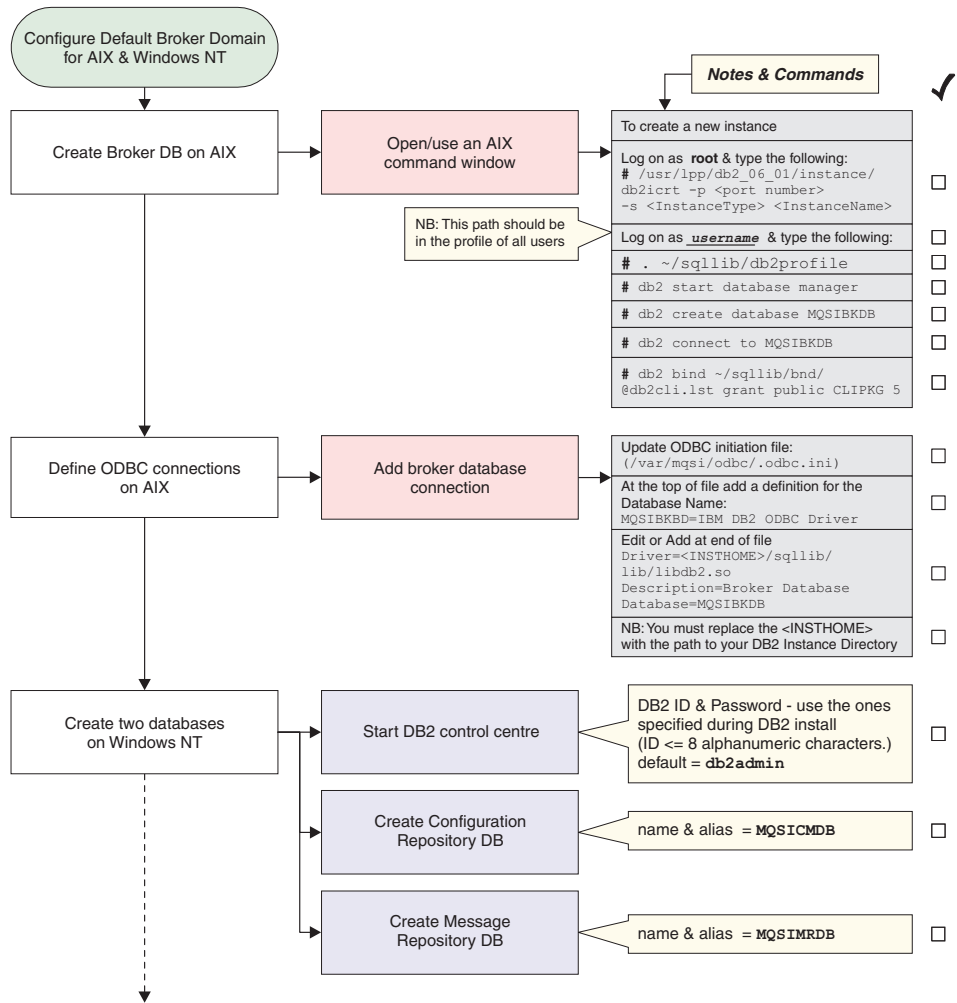 Configure Default Broker Domain
for AIX & Windows NT
Notes & Commands
Create Broker DB on AIX
Open/use an AIX
command window
To create a new instance
Log on as root & type the following:
# /usr/lpp/db2_06_01/instance/
db2icrt -p <port number>
-s <InstanceType> <InstanceName>
NB: This path should be
in the profile of all users
Log on as username & type the following:
# . ~/sqllib/db2profile
# db2 start database manager
# db2 create database MQSIBKDB
# db2 connect to MQSIBKDB
# db2 bind ~/sqllib/bnd/
@db2cli.lst grant public CLIPKG 5
Define ODBC connections
on AIX
Add broker database
connection
Update ODBC initiation file:
(/var/mqsi/odbc/.odbc.ini)
At the top of file add a definition for the
Database Name:
MQSIBKBD=IBM DB2 ODBC Driver
Edit or Add at end of file
Driver=<INSTHOME>/sqllib/
lib/libdb2.so
Description=Broker Database
Database=MQSIBKDB
NB: You must replace the <INSTHOME>
with the path to your DB2 Instance Directory
Create two databases
on Windows NT
Start DB2 control centre
DB2 ID & Password - use the ones
specified during DB2 install
(ID <= 8 alphanumeric characters.)
default = db2admin
Create Configuration
Repository DB
name & alias = MQSICMDB
Create Message
Repository DB
name & alias = MQSIMRDB